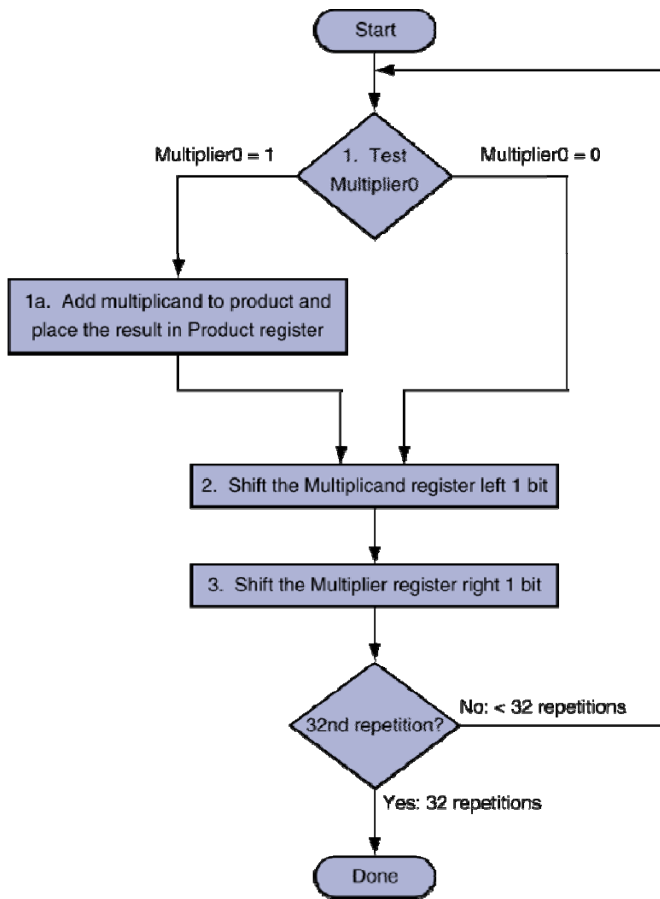 Start
Multiplier0 = 1
1. Test
Multiplier0
Multiplier0 = 0
1a. Add multiplicand to product and
place the result in Product register
2. Shift the Multiplicand register left 1 bit
3. Shift the Multiplier register right 1 bit
32nd repetition?
No: < 32 repetitions
Yes: 32 repetitions
Done